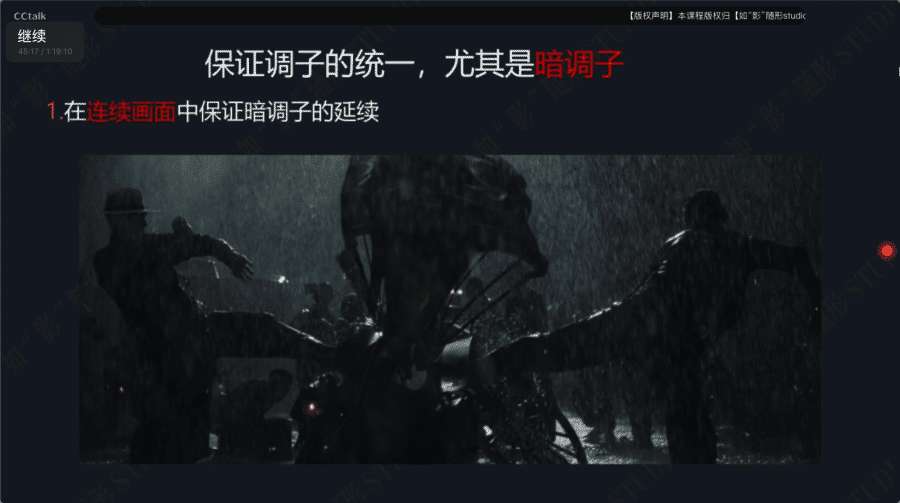 CCtalk
【版权声明】本课程版权归【如“影”随形studio
继续
45:17 / 1:19:10
保证调子的统一，尤其是暗调子
1.在连续画面中保证暗调子的延续